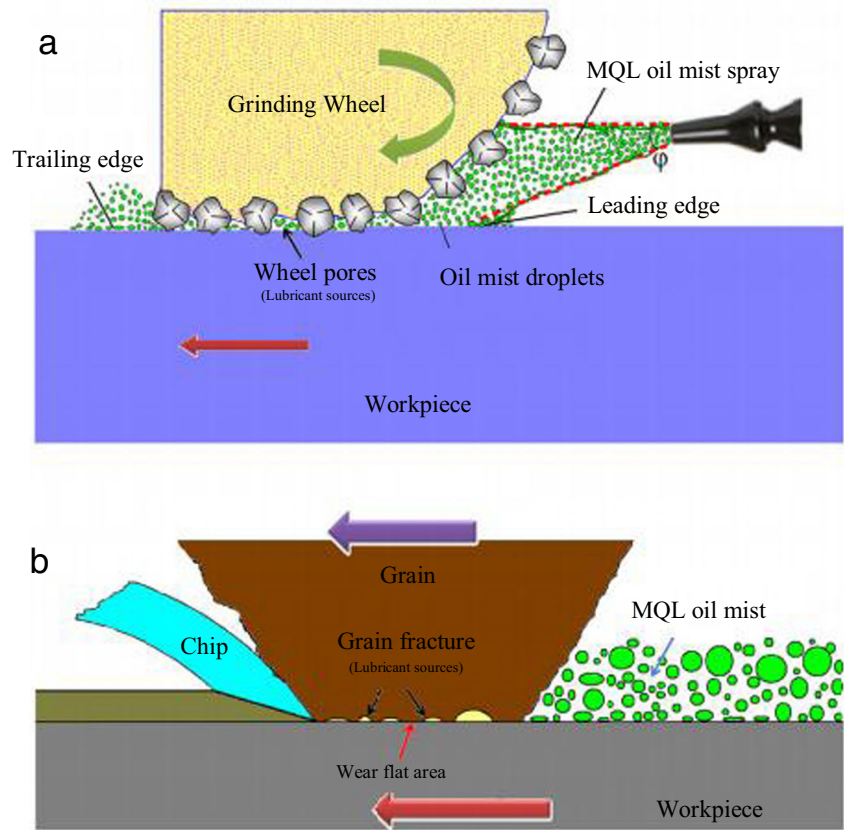 a
MQL oil mist spray
Grinding Wheel
Trailing edge
φ
Leading edge
Wheel pores
(Lubricant sources)
Oil mist droplets
Workpiece
b
Grain
MQL oil mist
Chip
Grain fracture
(Lubricant sources)
Wear flat area
Workpiece